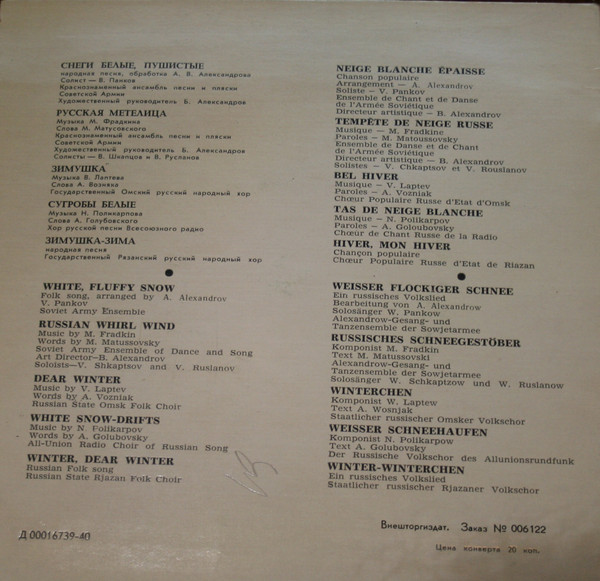 СНЕГИ БЕЛЫЕ, ПУШИСТЫЕ
народная песня, обработка А. В. Александрова
Солист — В. Панков
Краснознаменный ансамбль песни и пляски
Советской Армии
Художественный руководитель Б. Александров
РУССКАЯ МЕТЕЛИЦА
Музыка М. Фрадкина
Слова М. Матусовского
Краснознаменный ансамбль песни и пляски
Советской Армии
Художественный руководитель Б. Александров
Солисты — В. Шкапцов и В. Русланов
ЗИМУШКА
Музыка В. Лаптева
Слова А. Возняка
Государственный Омский русский народный хор
СУГРОБЫ БЕЛЫЕ
Музыка Н. Поликарпова
Слова А. Голубовского
Хор русской песни Всесоюзного радио
ЗИМУШКА-ЗИМА
народная песня
Государственный Рязанский русский народный хор
WHITE, FLUFFY SNOW
Folk song, arranged by A. Alexandrov
V. Pankov
Soviet Army Ensemble
RUSSIAN WHIRL WIND
Music by M. Fradkin
Words by M. Matussovsky
Soviet Army Ensemble of Dance and Song
Art Director—B. Alexandrov
Soloists—V. Shkaptsov and V. Ruslanov
DEAR WINTER
Music by V. Laptev
Words by A. Vozniak
Russian State Omsk Folk Choir
WHITE SNOW-DRIFTS
Music by N. Polikarpov
Words by A. Golubovsky
All-Union Radio Choir of Russian Song
WINTER, DEAR WINTER
Russian Folk song
Russian State Rjazan Folk Choir
Д 00016739-40
NEIGE BLANCHE ÉPAISSE
Chanson populaire
Arrangement — A. Alexandrov
Soliste — V. Pankov
Ensemble de Chant et de Danse
de l'Armée Soviétique
Directeur artistique — B. Alexandrov
TEMPÊTE DE NEIGE RUSSE
Musique — M. Fradkine
Paroles — M. Matoussovsky
Ensemble de Danse et de Chant
de l'Armée Soviétique
Directeur artistique — B. Alexandrov
Solistes — V. Chkaptsov et V. Rouslanov
BEL HIVER
Musique — V. Laptev
Paroles — A. Vozniak
Chœur Populaire Russe d'Etat d'Omsk
TAS DE NEIGE BLANCHE
Musique — N. Polikarpov
Paroles — A. Goloubovsky
Chœur de Chant Russe de la Radio
HIVER, MON HIVER
Chançon populaire
Chœur Populaire Russe d'Etat de Riazan
WEISSER FLOCKIGER SCHNEE
Ein russisches Volkslied
Bearbeitung von A. Alexandrow
Solosänger W. Pankow
Alexandrow-Gesang- und
Tanzensemble der Sowjetarmee
RUSSISCHES SCHNEEGESTÖBER
Komponist M. Fradkin
Text M. Matussovski
Alexandrow-Gesang- und
Tanzensemble der Sowjetarmee
Solosänger W. Schkaptzow und W. Ruslanow
WINTERCHEN
Komponist W. Laptew
Text A. Wosnjak
Staatlicher russischer Omsker Volkschor
WEISSER SCHNEEHAUFEN
Komponist N. Polikarpow
Text A. Golubovsky
Der Russische Volkschor des Allunionsrundfunk
WINTER-WINTERCHEN
Ein russisches Volkslied
Staatlicher russischer Rjazaner Volkschor
Внешторгиздат. Заказ № 006122
Цена конверта 20 коп.